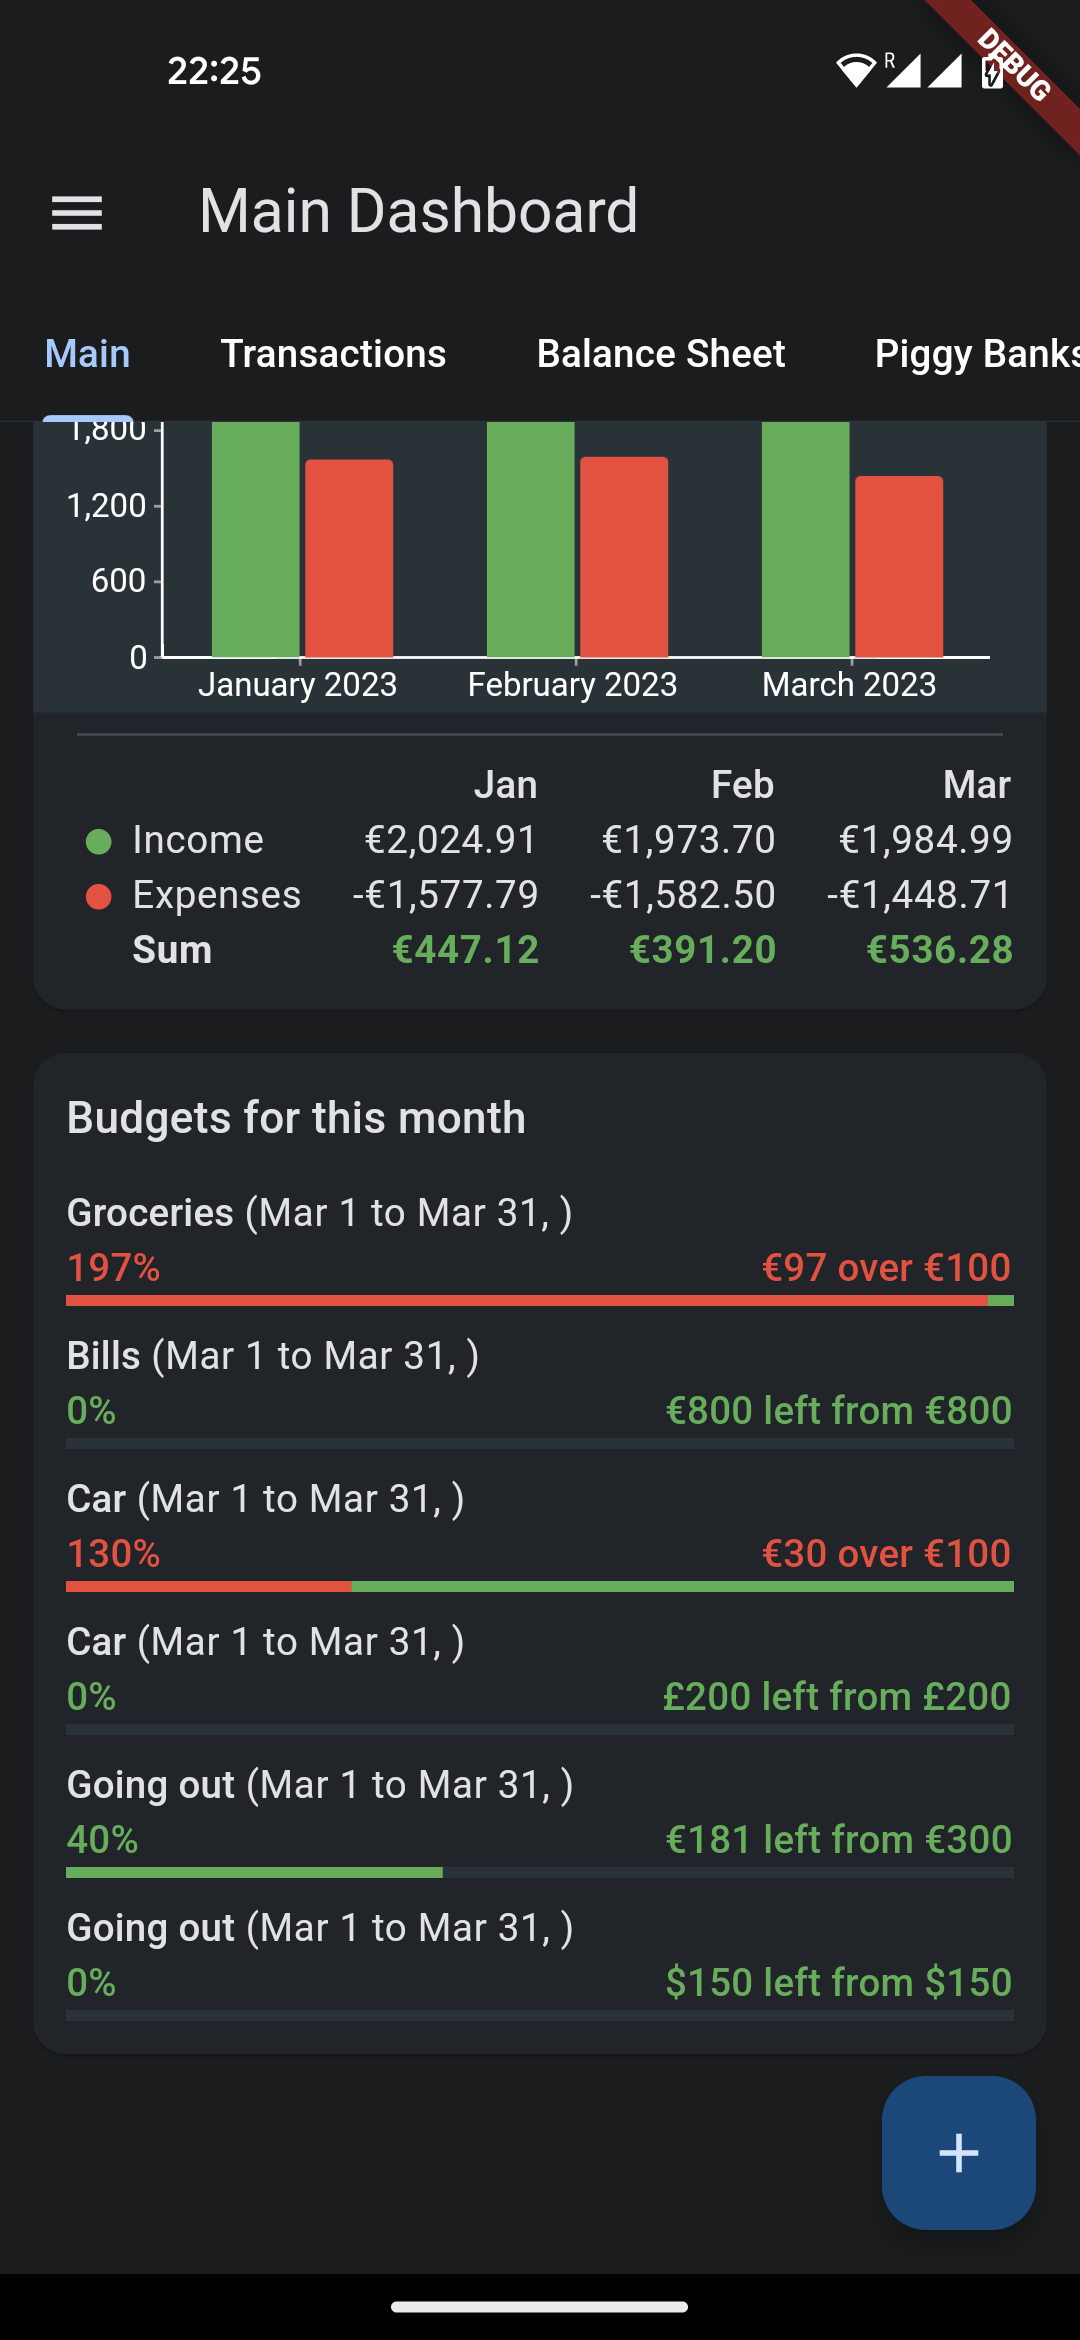 22:25
R
DEBUG
Main Dashboard
Main Transactions Balance Sheet Piggy Banks
1,800
1,200
600
0
January 2023 February 2023 March 2023
Jan Feb Mar
Income €2,024.91 €1,973.70 €1,984.99
Expenses -€1,577.79 -€1,582.50 -€1,448.71
Sum €447.12 €391.20 €536.28
Budgets for this month
Groceries (Mar 1 to Mar 31, )
197% €97 over €100
Bills (Mar 1 to Mar 31, )
0% €800 left from €800
Car (Mar 1 to Mar 31, )
130% €30 over €100
Car (Mar 1 to Mar 31, )
0% £200 left from £200
Going out (Mar 1 to Mar 31, )
40% €181 left from €300
Going out (Mar 1 to Mar 31, )
0% $150 left from $150